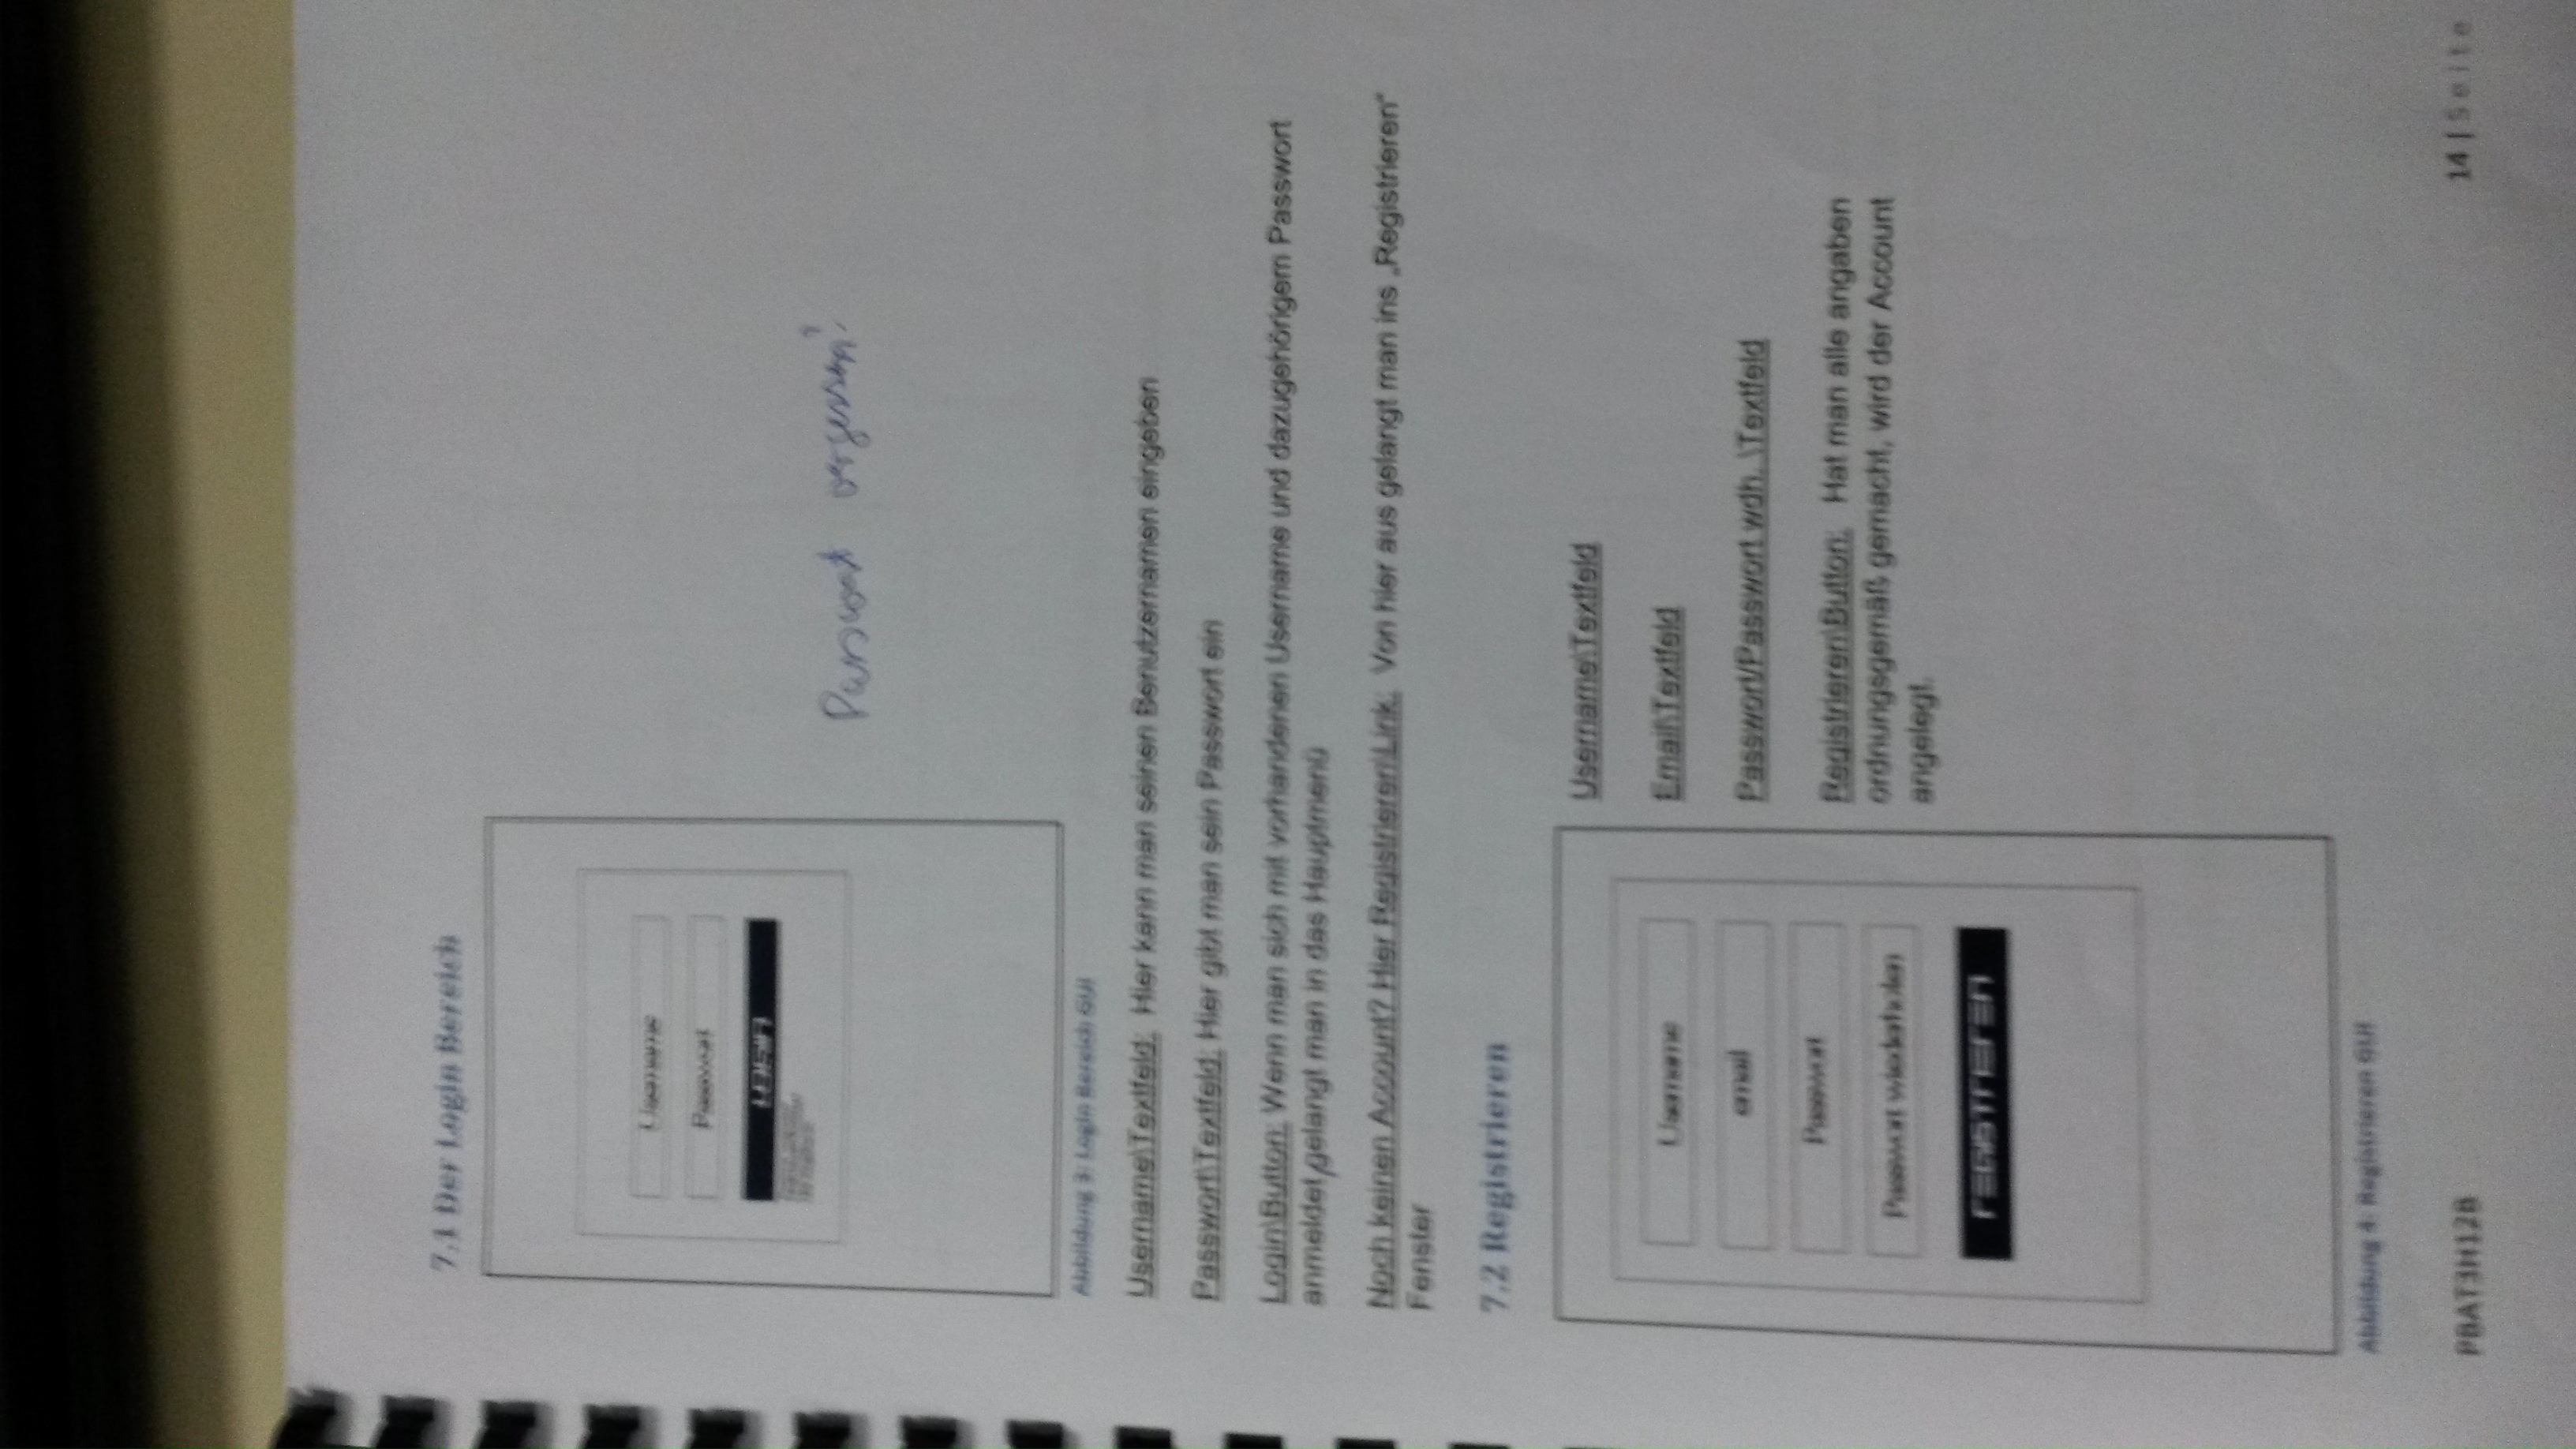 7.1 Der Login Bereich
Username
Passwort
LOGIN
Passwort vergessen?
Abbildung 3: Login Bereich GUI
Username\Textfeld: Hier kann man seinen Benutzernamen eingeben
Passwort\Textfeld: Hier gibt man sein Passwort ein
Login\Button: Wenn man sich mit vorhandenen Username und dazugehörigem Passwort
anmeldet,gelangt man in das Hauptmenü
Noch keinen Account? Hier Registrieren\Link: Von hier aus gelangt man ins „Registrieren“
Fenster
7.2 Registrieren
Username
email
Passwort
Passwort wiederholen
REGISTRIEREN
Username\Textfeld
Email\Textfeld
Passwort/Passwort wdh. \Textfeld
Registrieren\Button: Hat man alle angaben
ordnungsgemäß gemacht, wird der Account
angelegt.
Abbildung 4: Registrieren GUI
PBAT3H12B
14 | Seite